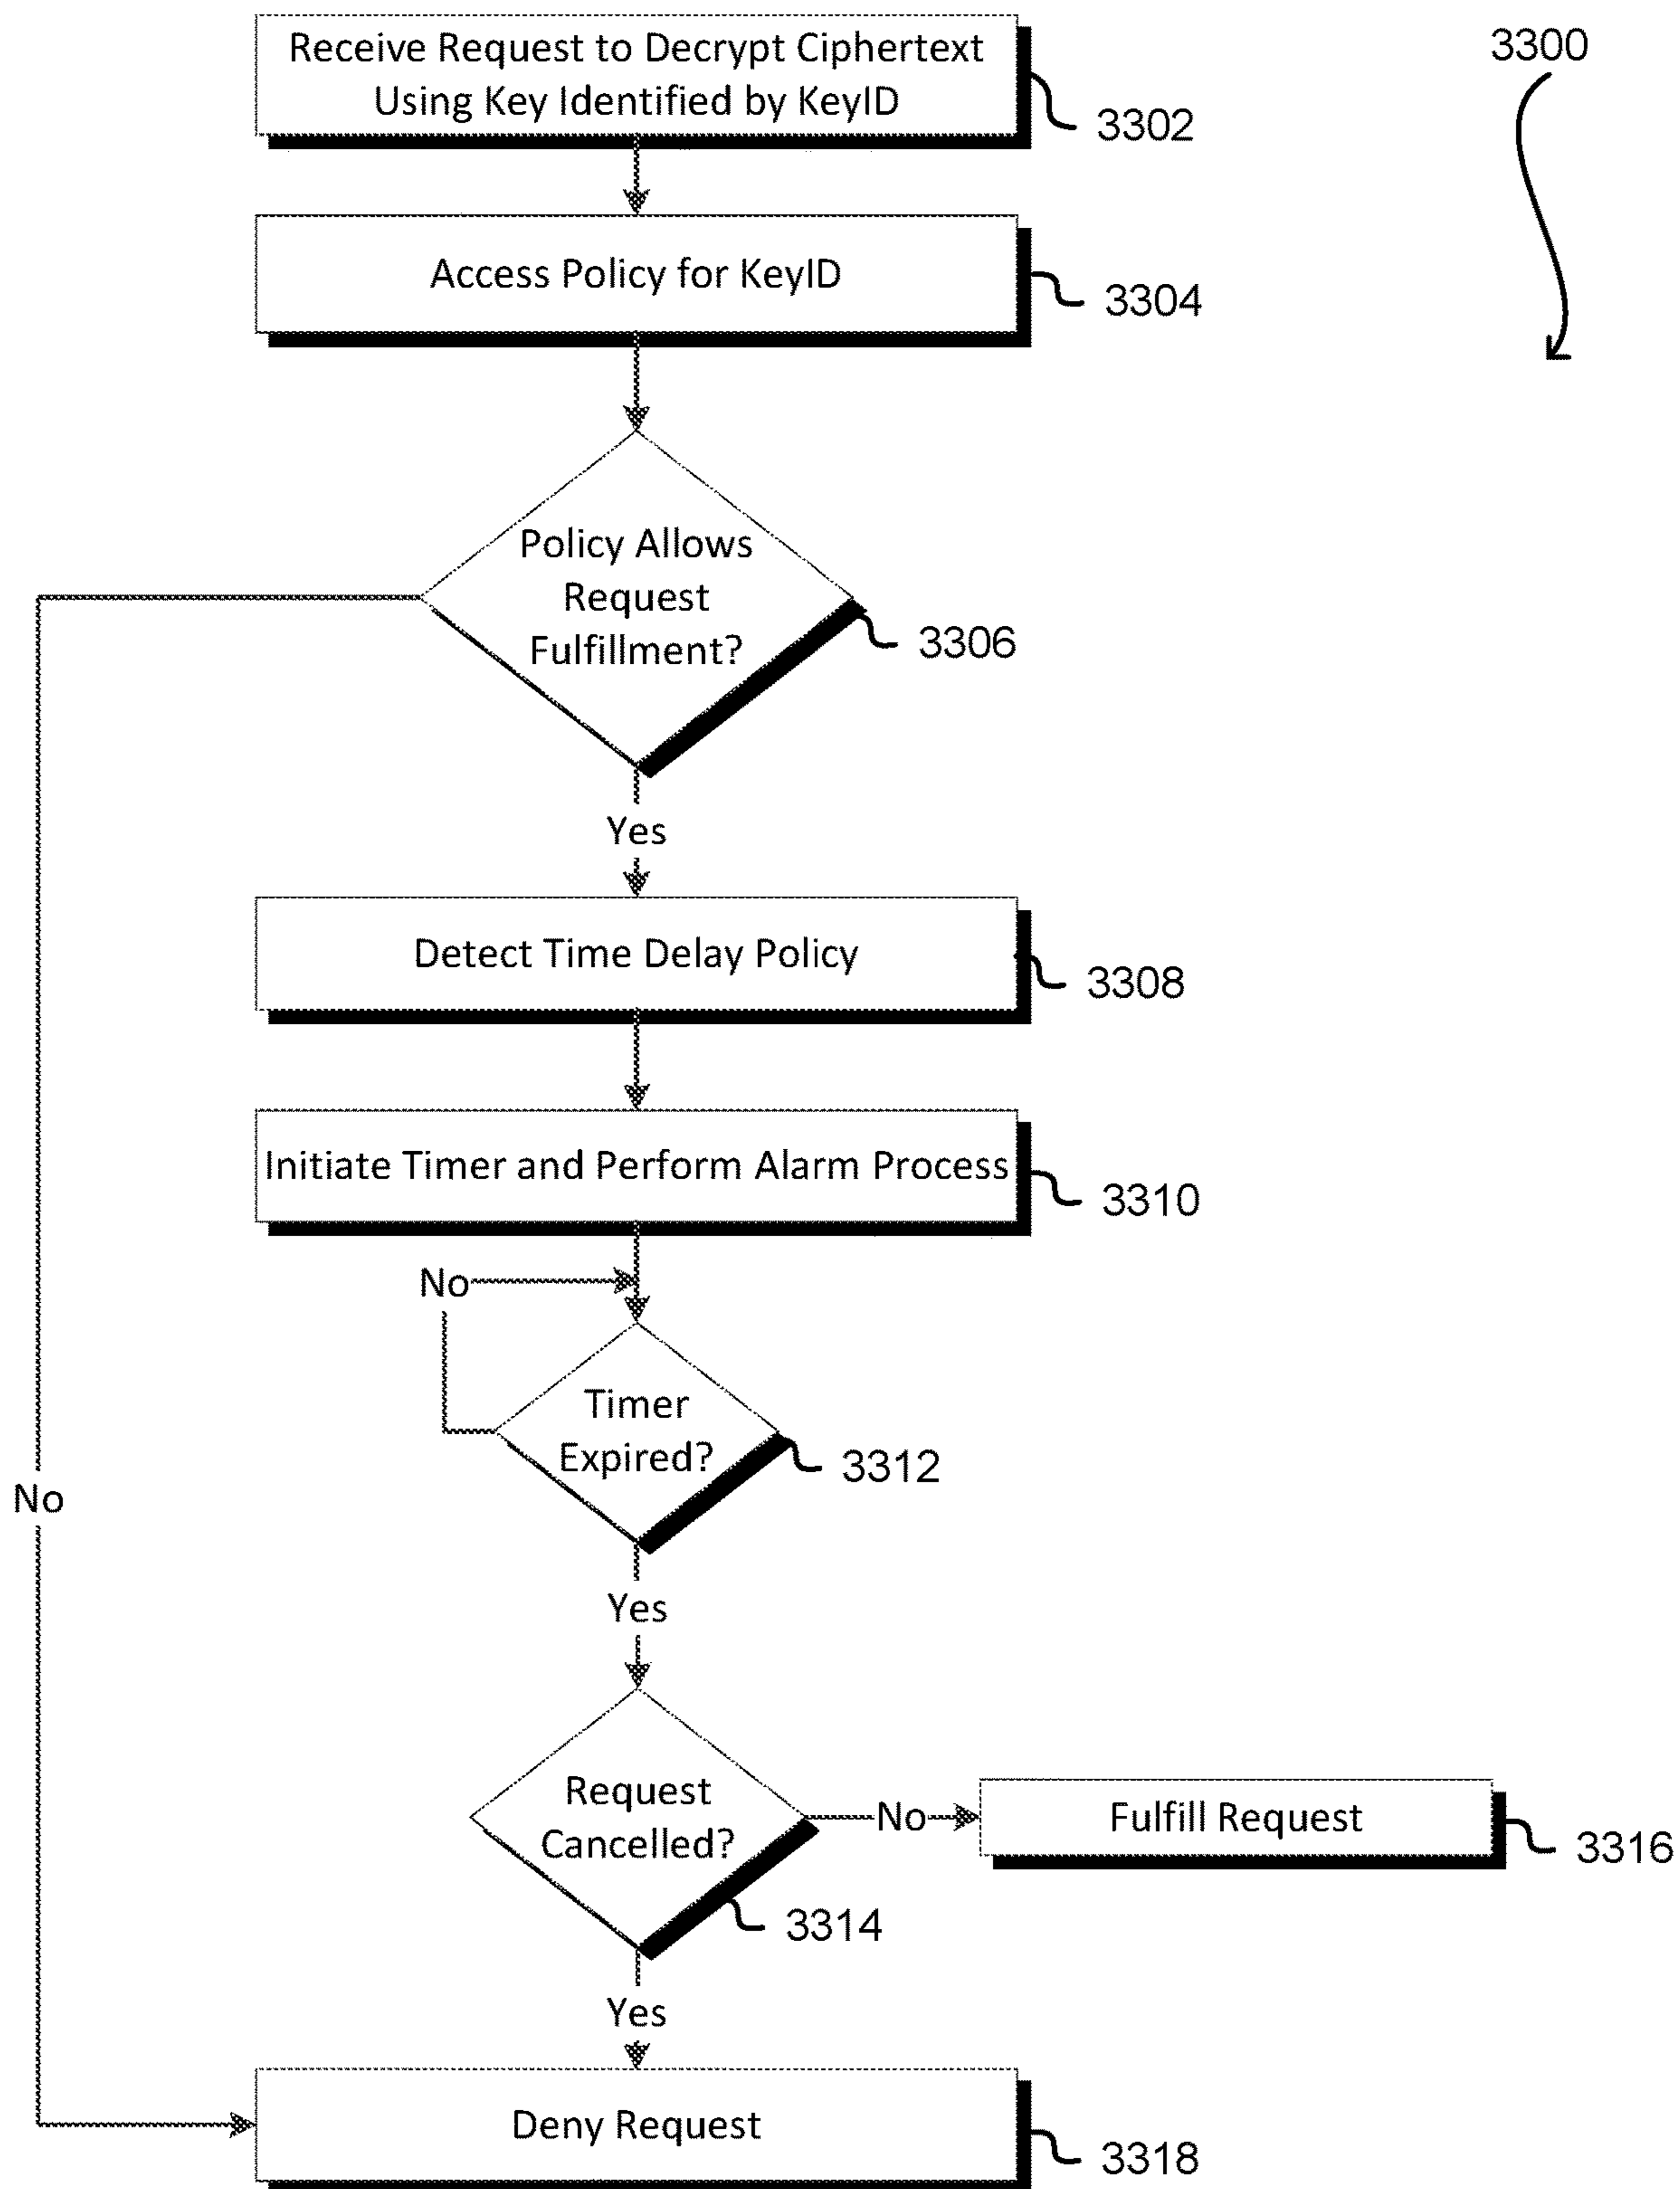 Receive Request to Decrypt Ciphertext
Using Key Identified by KeyID
3300
3302
Access Policy for KeyID
3304
Policy Allows
Request
Fulfillment?
3306
Yes
Detect Time Delay Policy
3308
Initiate Timer and Perform Alarm Process
3310
No
Timer
Expired?
3312
No
Yes
Request
Cancelled?
No
Fulfill Request
3316
3314
Yes
Deny Request
3318